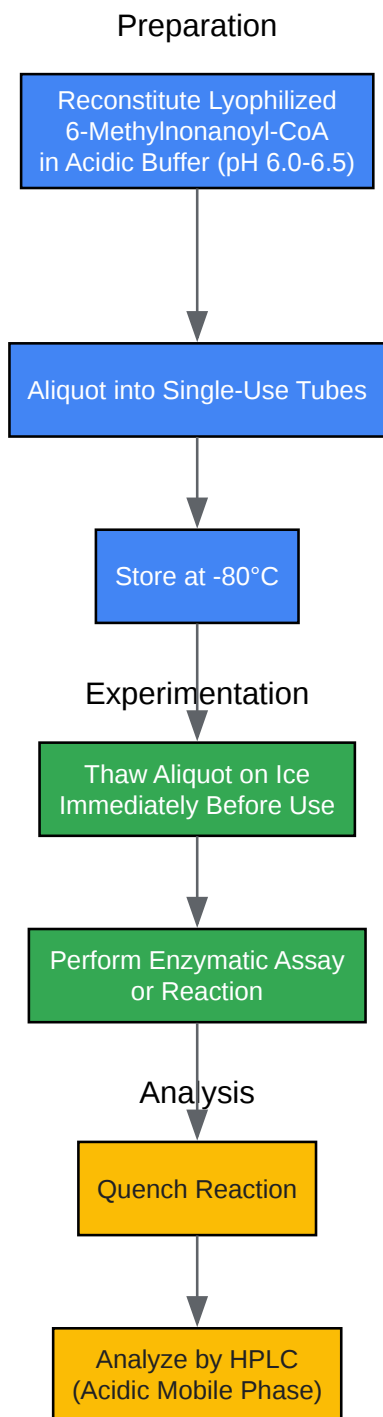 Preparation
Reconstitute Lyophilized
6-Methylnonanoyl-CoA
in Acidic Buffer (pH 6.0-6.5)
Aliquot into Single-Use Tubes
Store at -80°C
Experimentation
Thaw Aliquot on Ice
Immediately Before Use
Perform Enzymatic Assay
or Reaction
Analysis
Quench Reaction
Analyze by HPLC
(Acidic Mobile Phase)